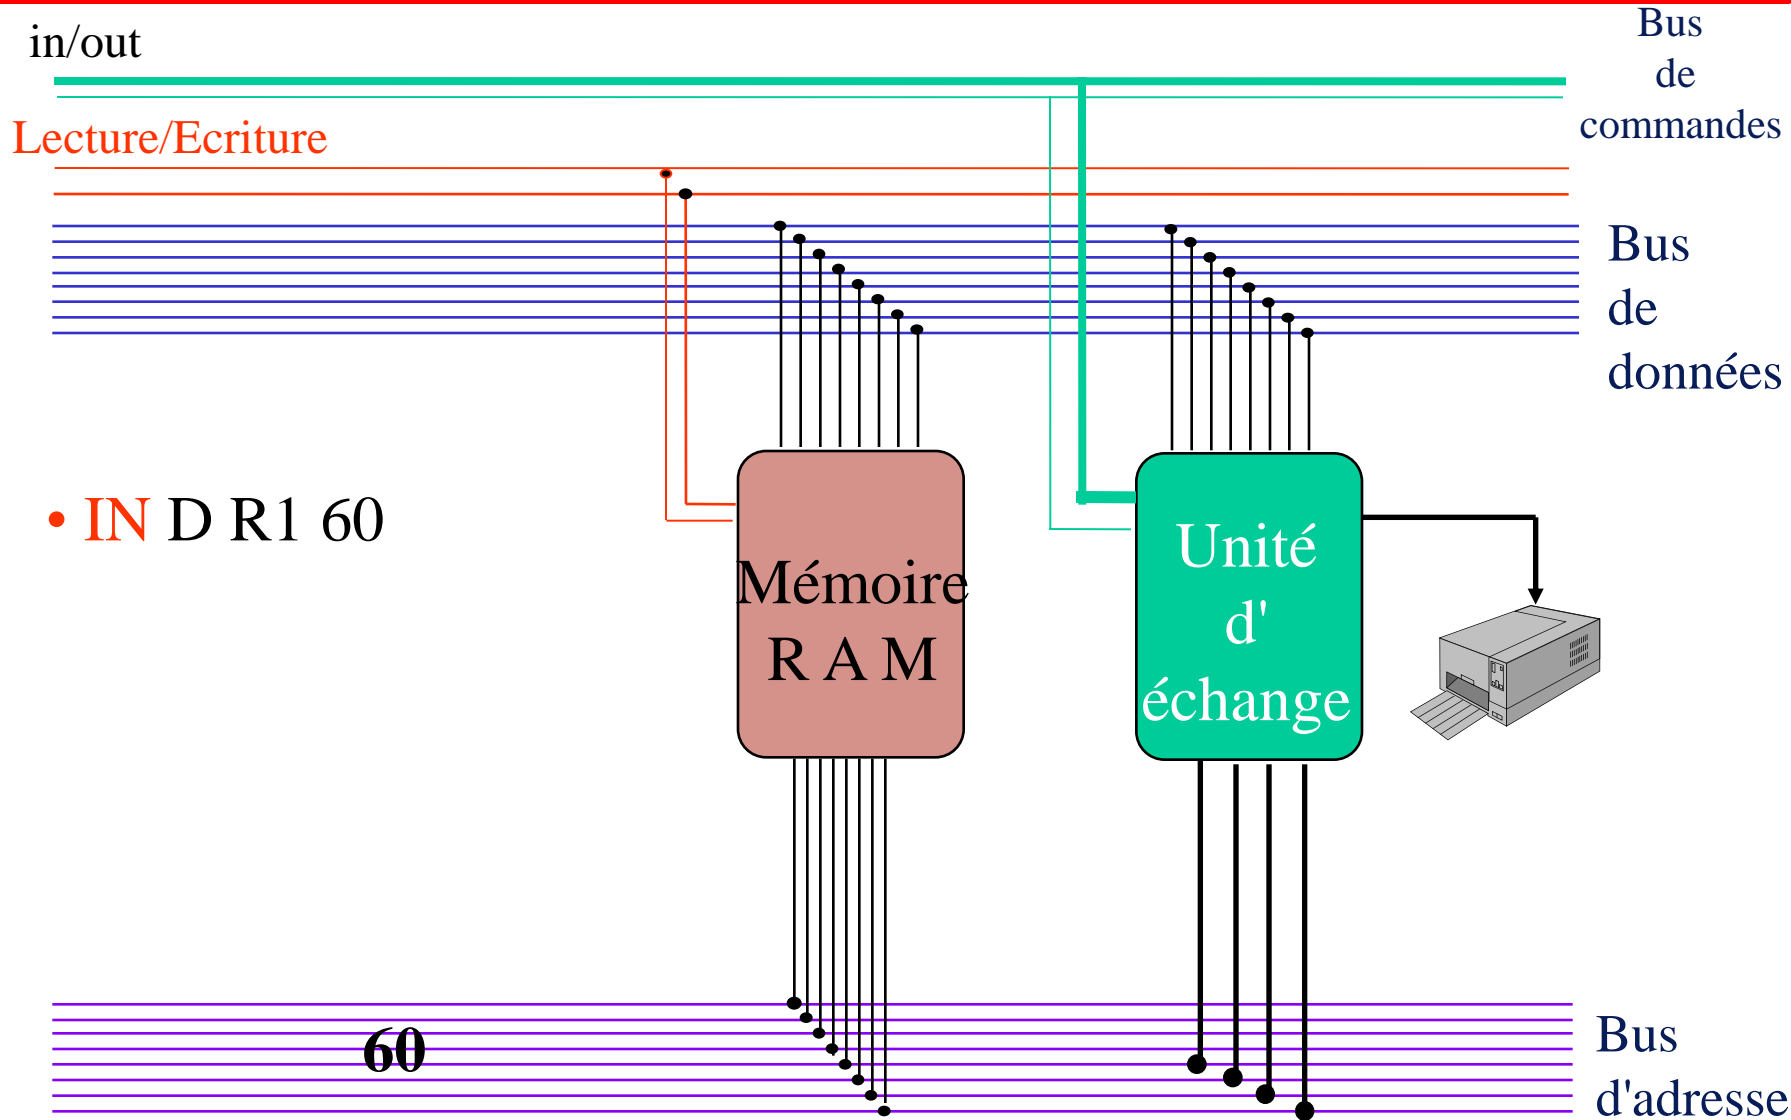 in/out
Bus
de
commandes
Lecture/Ecriture
Bus
de
données
• IN D R1 60
Mémoire
R A M
Unité
d'
échange
60
Bus
d'adresse